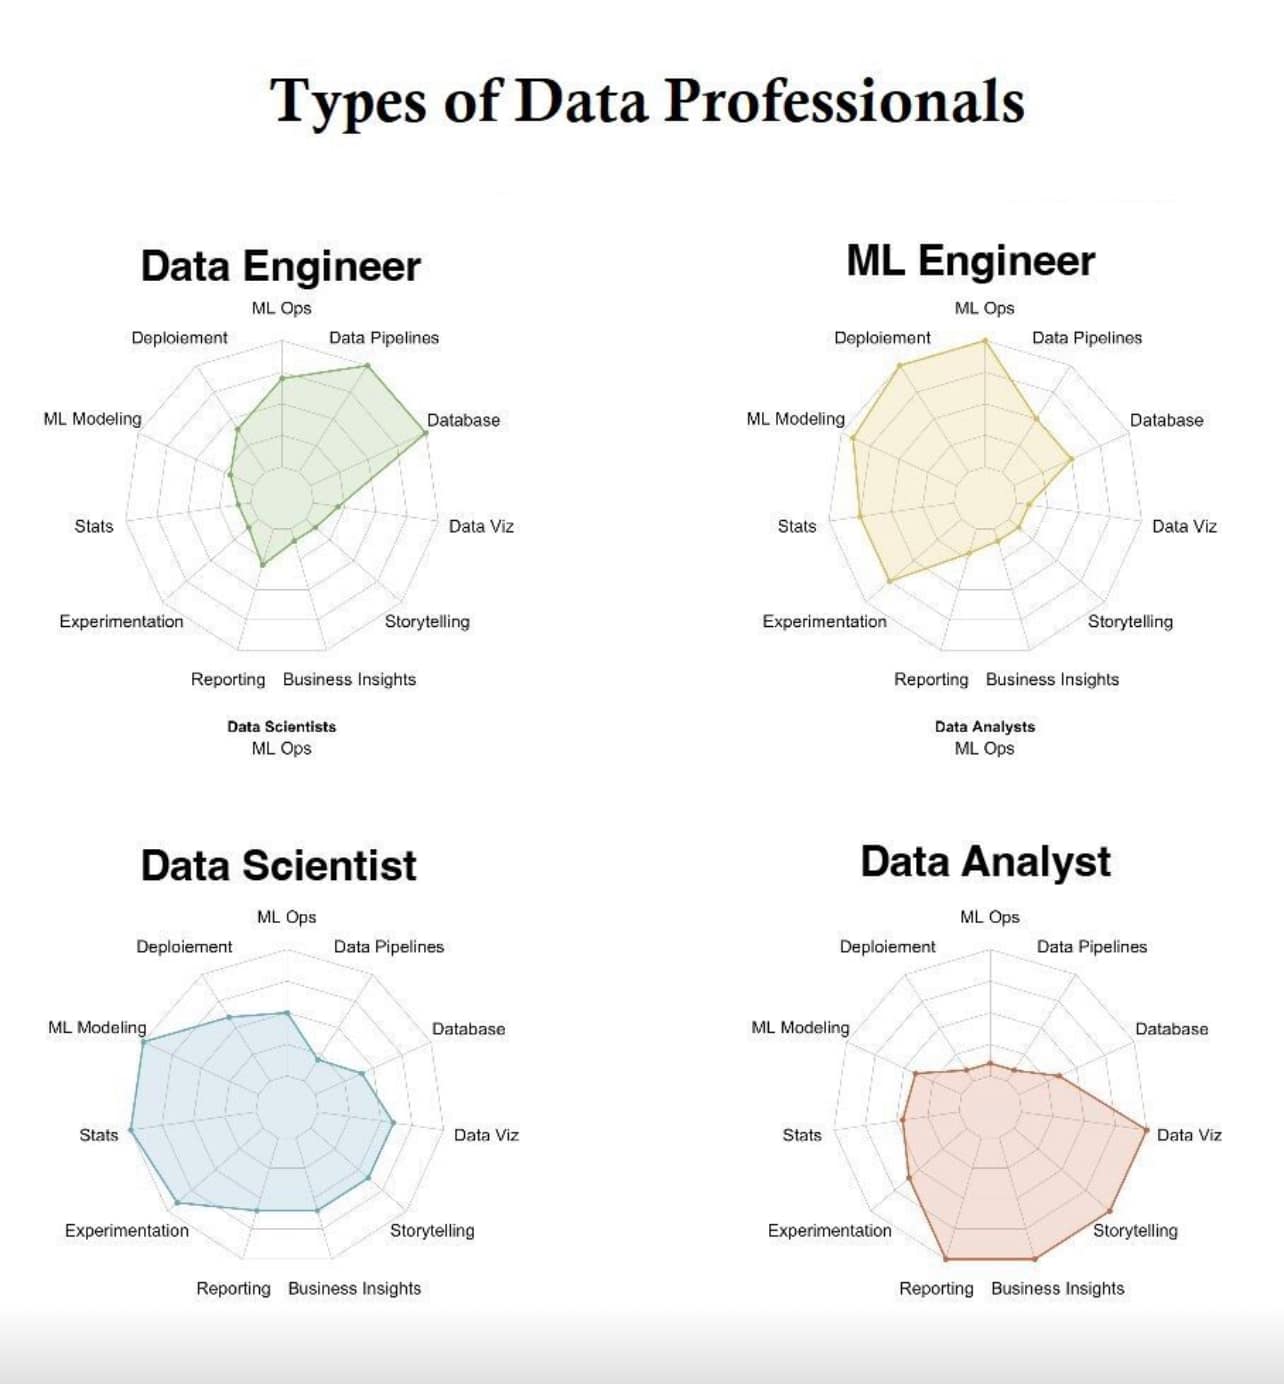 Types of Data Professionals
Data Engineer
ML Ops
Deploiement
Data Pipelines
ML Modeling
Database
Stats
Data Viz
Experimentation
Storytelling
Reporting
Business Insights
Data Scientists
ML Ops
ML Engineer
ML Ops
Deploiement
Data Pipelines
ML Modeling
Database
Stats
Data Viz
Experimentation
Storytelling
Reporting
Business Insights
Data Analysts
ML Ops
Data Scientist
ML Ops
Deploiement
Data Pipelines
ML Modeling
Database
Stats
Data Viz
Experimentation
Storytelling
Reporting
Business Insights
Data Analyst
ML Ops
Deploiement
Data Pipelines
ML Modeling
Database
Stats
Data Viz
Experimentation
Storytelling
Reporting
Business Insights